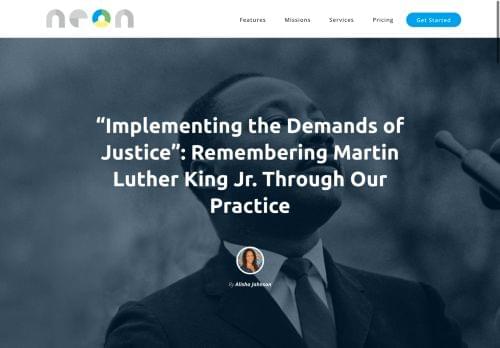 neon
Features Missions Services Pricing Get Started
“Implementing the Demands of
Justice”: Remembering Martin
Luther King Jr. Through Our
Practice
By Alisha Johnson